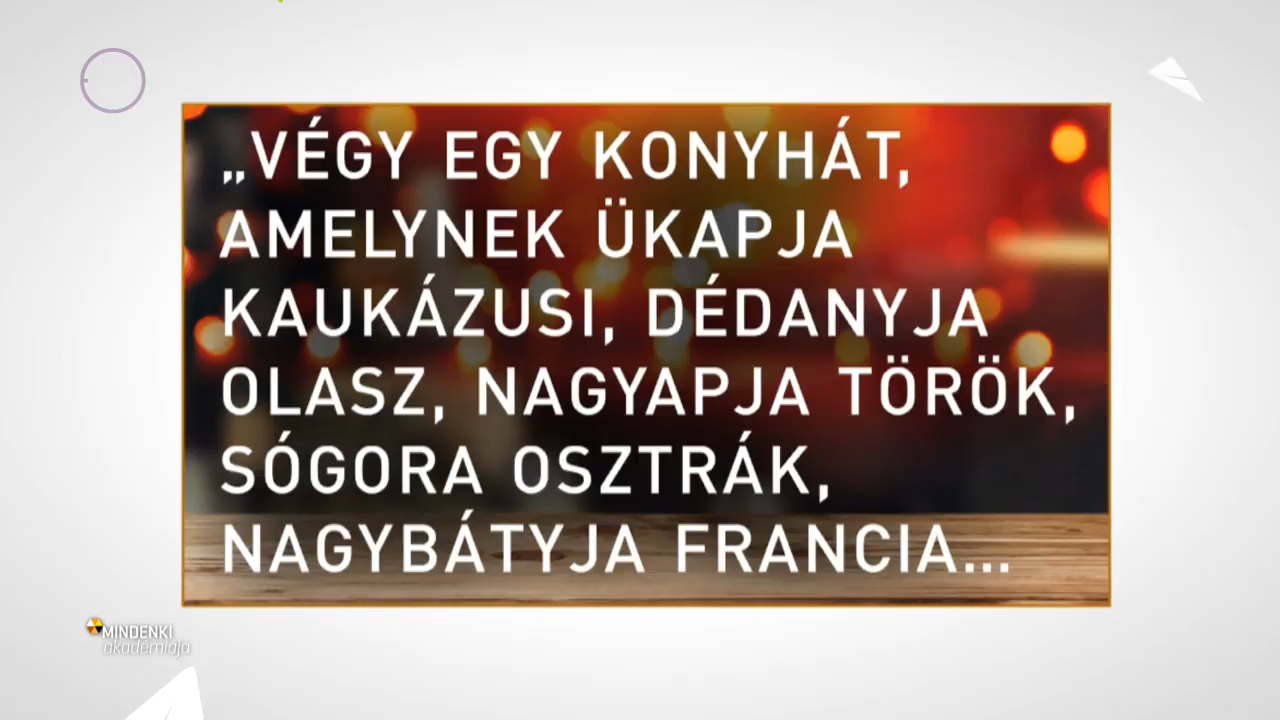 „VÉGY EGY KONYHÁT,
AMELYNEK ÜKAPJA
KAUKÁZUSI, DÉDANYJA
OLASZ, NAGYAPJA TÖRÖK,
SÓGORA OSZTRÁK,
NAGYBÁTYJA FRANCIA...
MINDENKI
akadémiája